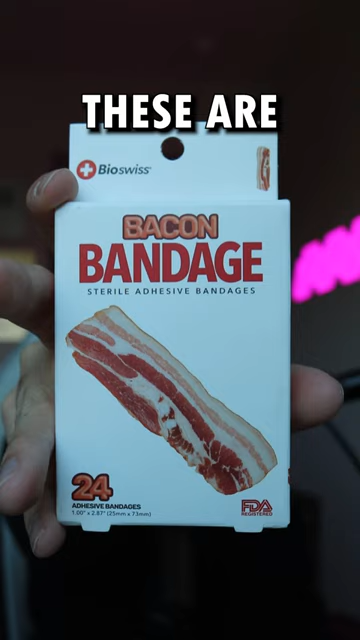 THESE ARE
Bioswiss
BACON
BANDAGE
STERILE ADHESIVE BANDAGES
24
ADHESIVE BANDAGES
1.00" x 2.87" (25mm x 73mm)
FDA
REGISTERED